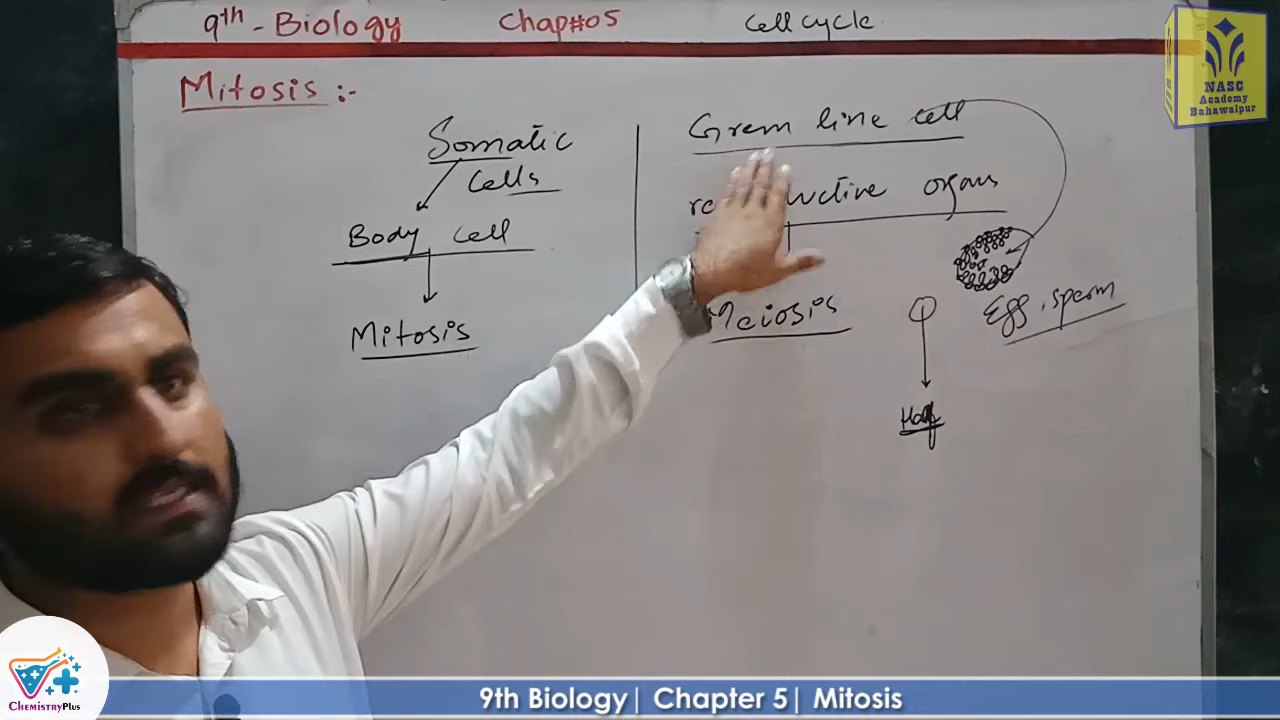 9th - Biology Chap#05 Cell cycle
Mitosis :-
Somatic
Cells
Body cell
Mitosis
Grem line cell
organs
Meiosis
Egg, sperm
Half
NASC
Academy
Bahawalpur
ChemistryPlus
9th Biology| Chapter 5| Mitosis